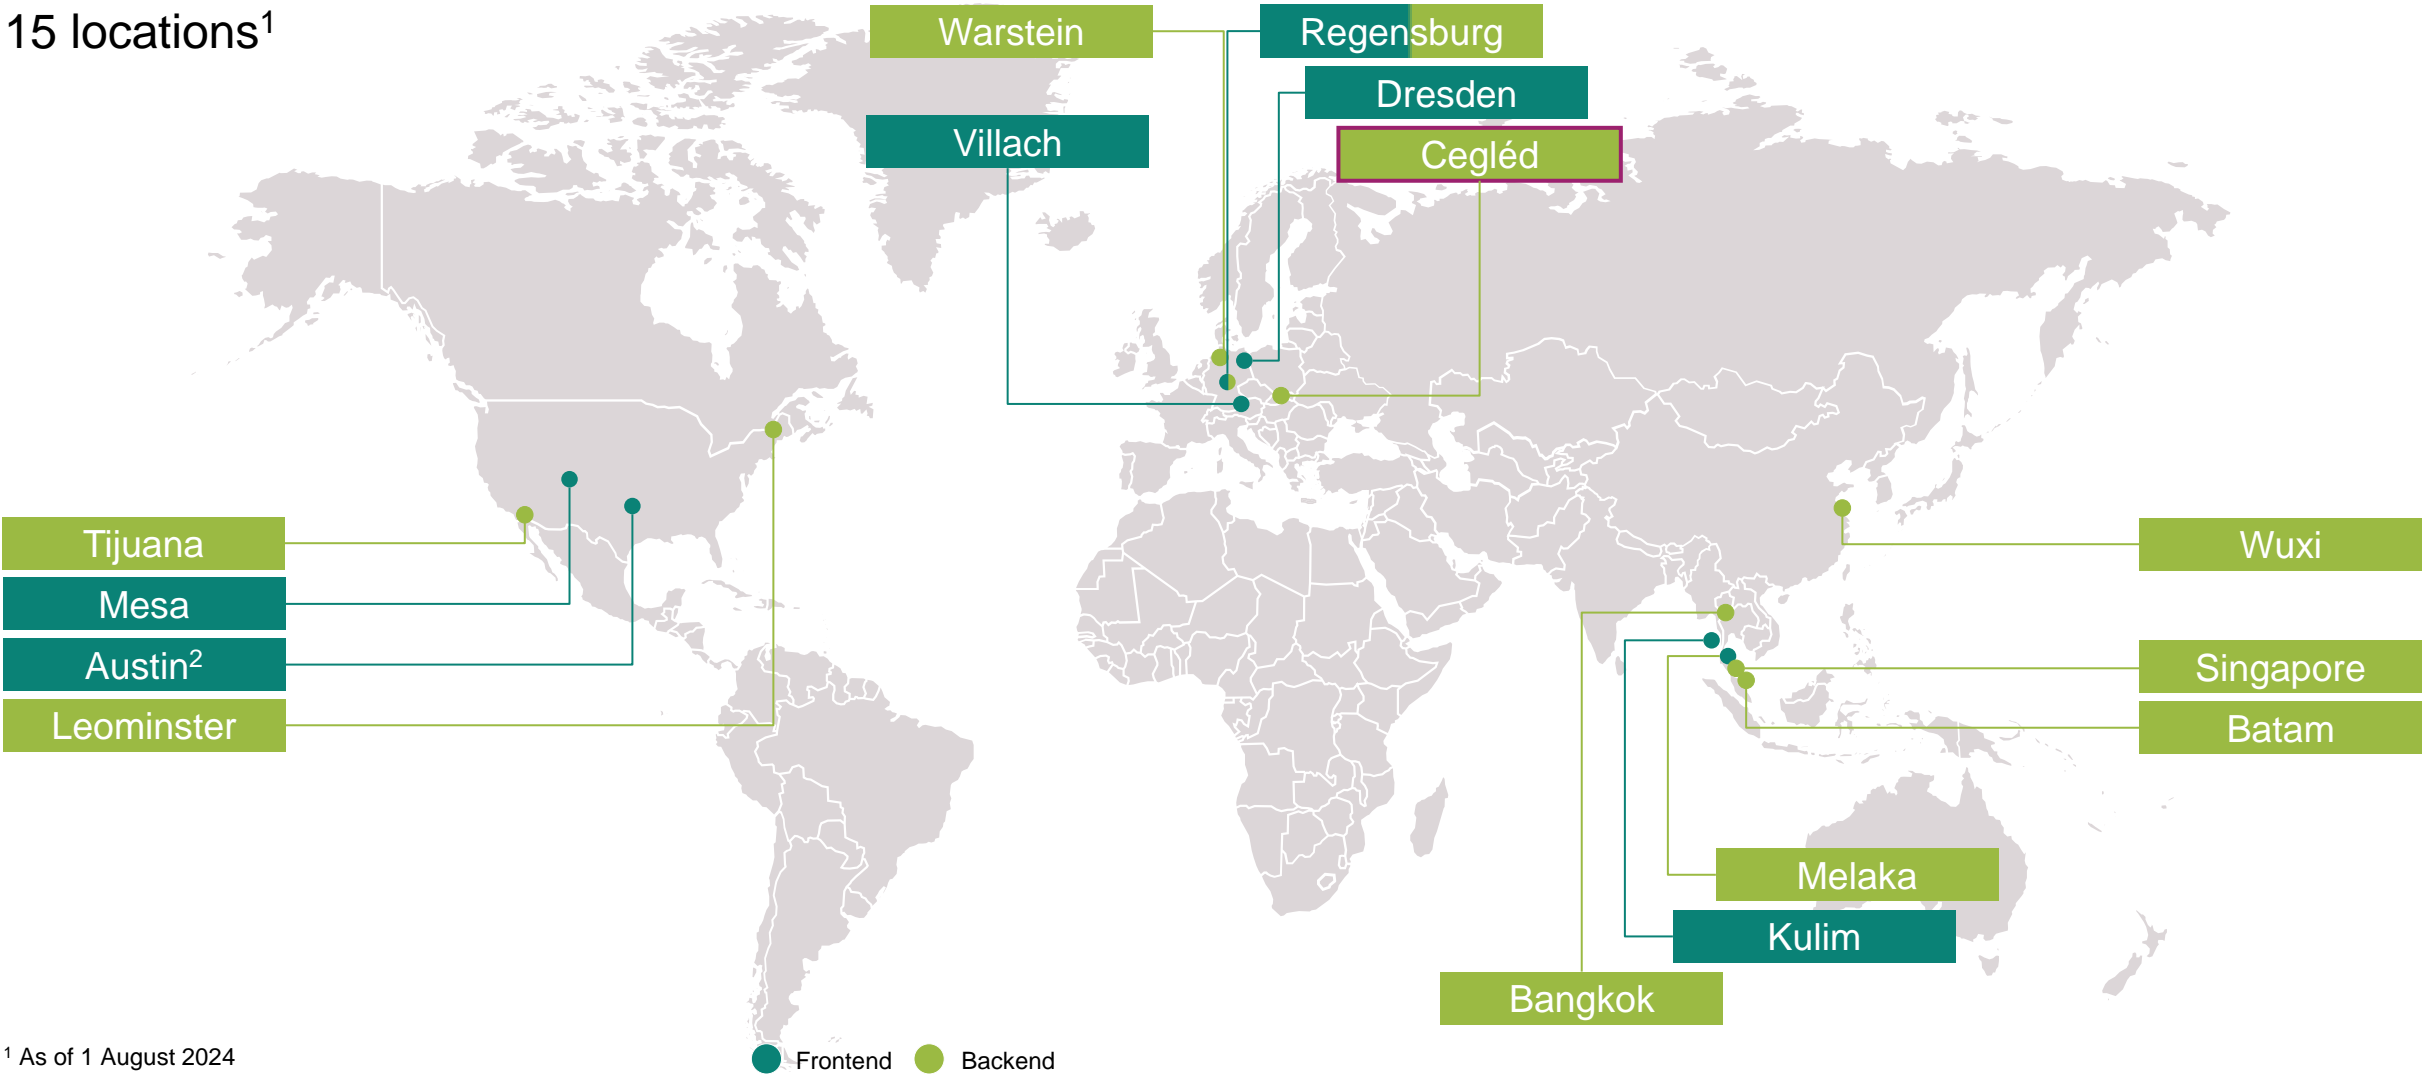 15 locations¹
Warstein
Regensburg
Dresden
Villach
Cegléd
Tijuana
Mesa
Austin²
Leominster
Wuxi
Singapore
Batam
Melaka
Kulim
Bangkok
¹ As of 1 August 2024
Frontend
Backend